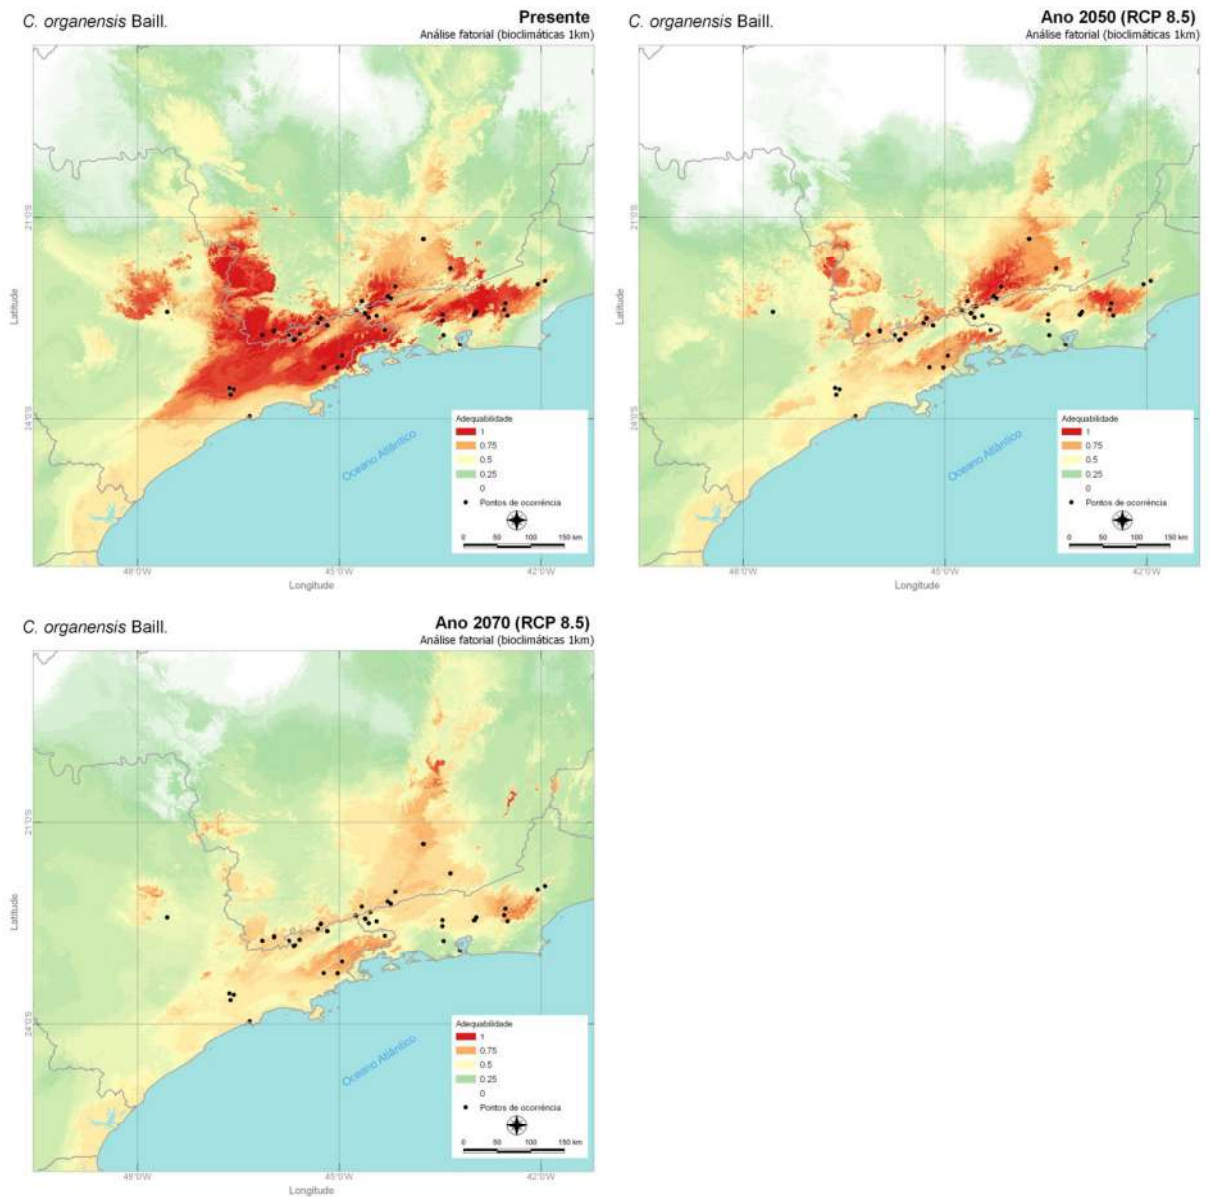 C. organensis Baill.
Presente
Análise fatorial (bioclimáticas 1km)
21°0'S
24°0'S
Latitude
48°0'W
45°0'W
42°0'W
Longitude
Oceano Atlântico
Adequabilidade
1
0.75
0.5
0.25
0
Pontos de ocorrência
0 50 100 150 km
C. organensis Baill.
Ano 2050 (RCP 8.5)
Análise fatorial (bioclimáticas 1km)
21°0'S
24°0'S
Latitude
48°0'W
45°0'W
42°0'W
Longitude
Oceano Atlântico
Adequabilidade
1
0.75
0.5
0.25
0
Pontos de ocorrência
0 50 100 150 km
C. organensis Baill.
Ano 2070 (RCP 8.5)
Análise fatorial (bioclimáticas 1km)
21°0'S
24°0'S
Latitude
48°0'W
45°0'W
42°0'W
Longitude
Oceano Atlântico
Adequabilidade
1
0.75
0.5
0.25
0
Pontos de ocorrência
0 50 100 150 km